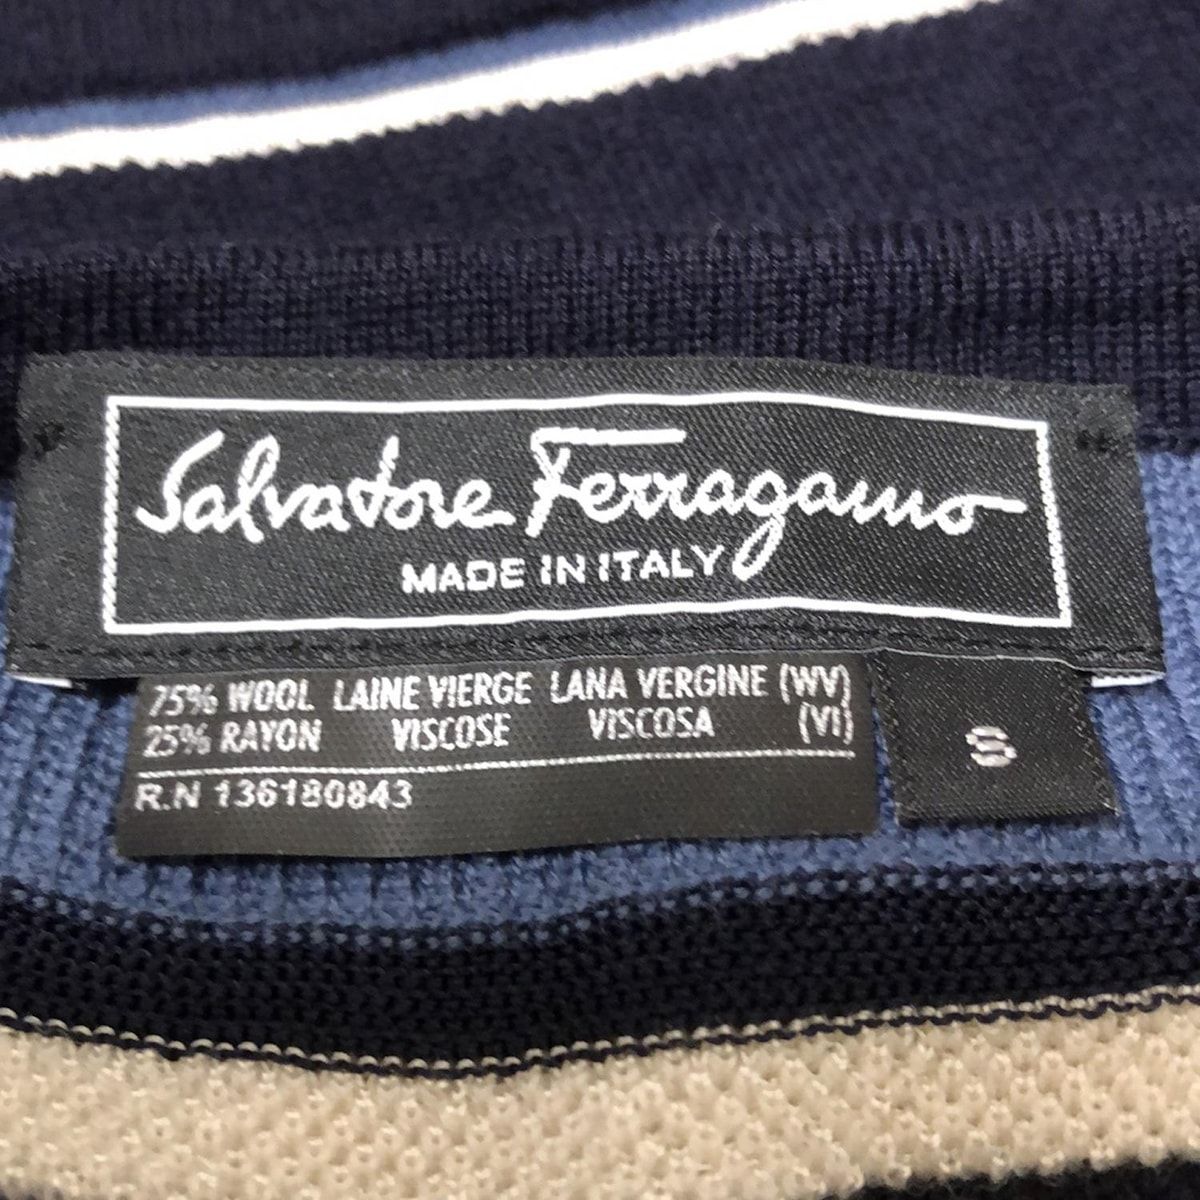 Salvatore Ferragamo
MADE IN ITALY
75% WOOL LAINE VIERGE LANA VERGINE (WV)
25% RAYON VISCOSE VISCOSA (VI)
R.N 136180843
S